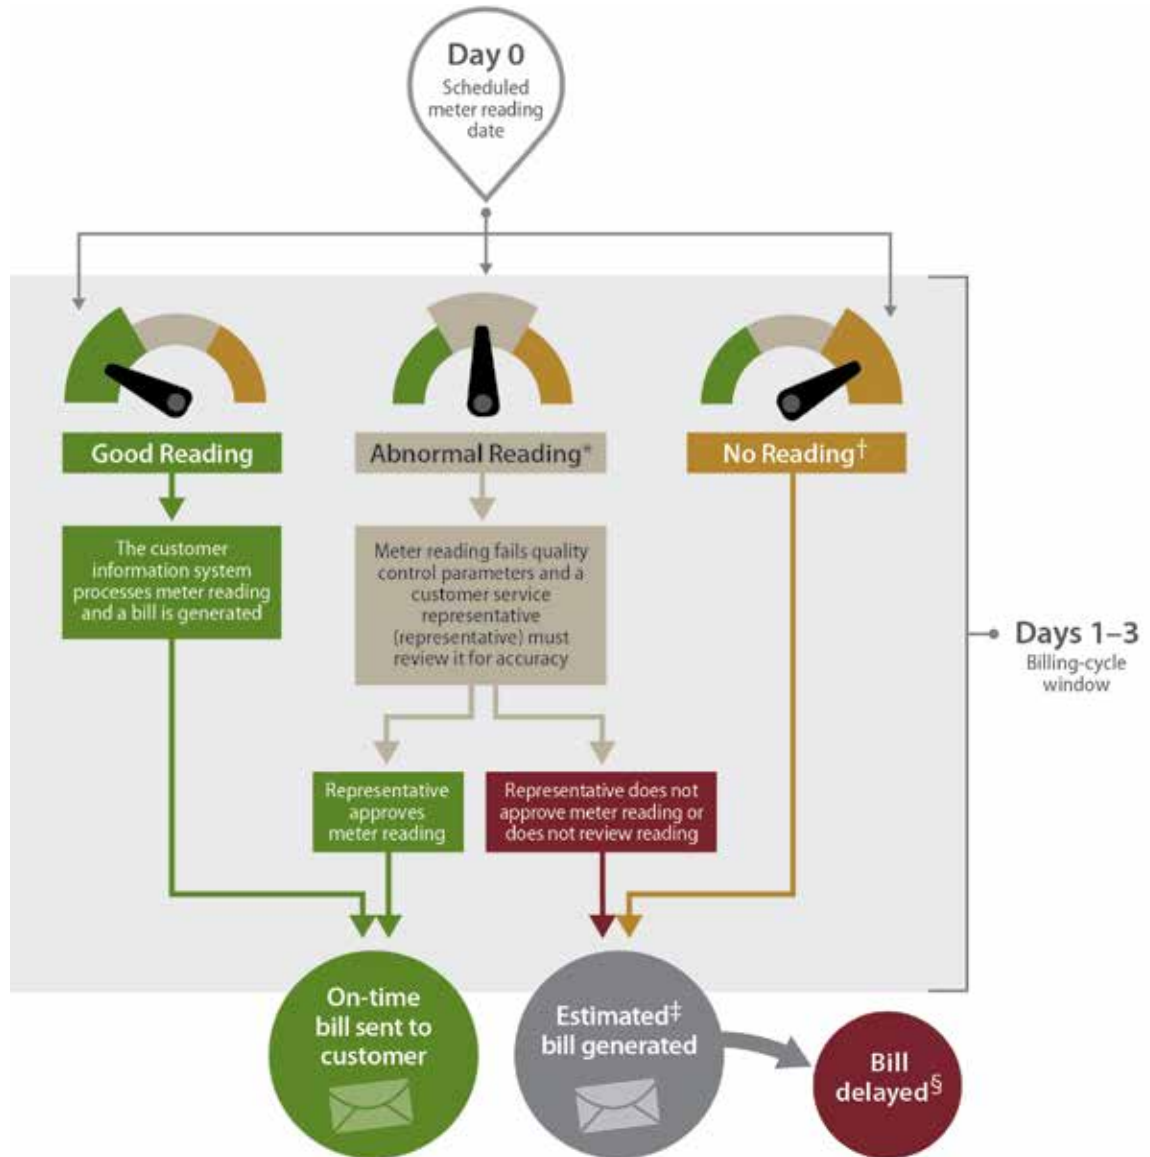 Day 0
Scheduled
meter reading
date
Good Reading
Abnormal Reading*
No Reading†
The customer
information system
processes meter reading
and a bill is generated
Meter reading fails quality
control parameters and a
customer service
representative
(representative) must
review it for accuracy
Days 1–3
Billing-cycle
window
Representative
approves
meter reading
Representative does not
approve meter reading or
does not review reading
On-time
bill sent to
customer
Estimated‡
bill generated
Bill
delayed§